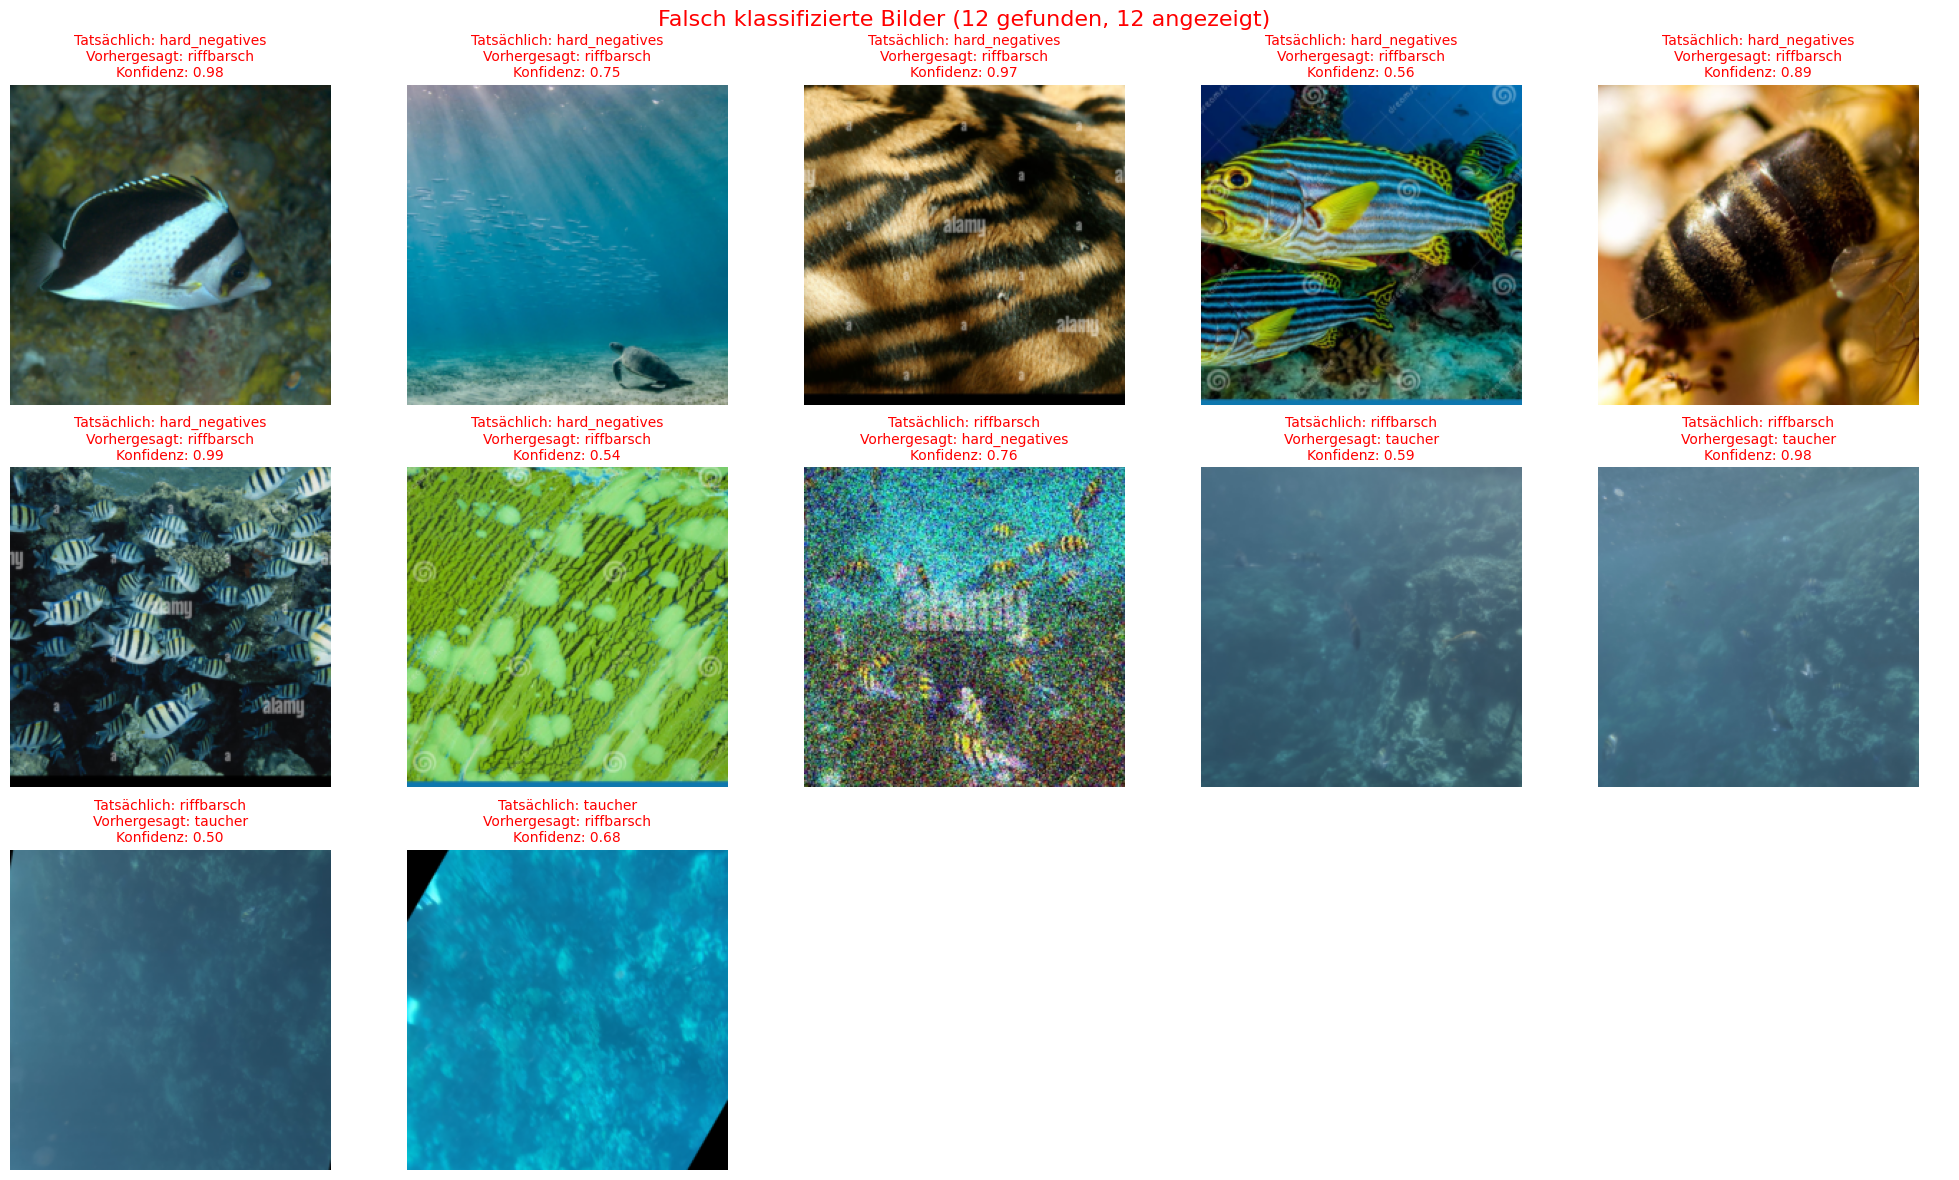 Falsch klassifizierte Bilder (12 gefunden, 12 angezeigt)
Tatsächlich: hard_negatives
Vorhergesagt: riffbarsch
Konfidenz: 0.98
Tatsächlich: hard_negatives
Vorhergesagt: riffbarsch
Konfidenz: 0.75
Tatsächlich: hard_negatives
Vorhergesagt: riffbarsch
Konfidenz: 0.97
a
a
a
a
alamy
a
a
a
a
a
alamy
a
a
Tatsächlich: hard_negatives
Vorhergesagt: riffbarsch
Konfidenz: 0.56
Tatsächlich: hard_negatives
Vorhergesagt: riffbarsch
Konfidenz: 0.89
Tatsächlich: hard_negatives
Vorhergesagt: riffbarsch
Konfidenz: 0.99
a
a
a
my
alamy
a
a
alamy
a
a
Tatsächlich: hard_negatives
Vorhergesagt: riffbarsch
Konfidenz: 0.54
Tatsächlich: riffbarsch
Vorhergesagt: hard_negatives
Konfidenz: 0.76
alamy
Tatsächlich: riffbarsch
Vorhergesagt: taucher
Konfidenz: 0.59
Tatsächlich: riffbarsch
Vorhergesagt: taucher
Konfidenz: 0.98
Tatsächlich: riffbarsch
Vorhergesagt: taucher
Konfidenz: 0.50
Tatsächlich: taucher
Vorhergesagt: riffbarsch
Konfidenz: 0.68